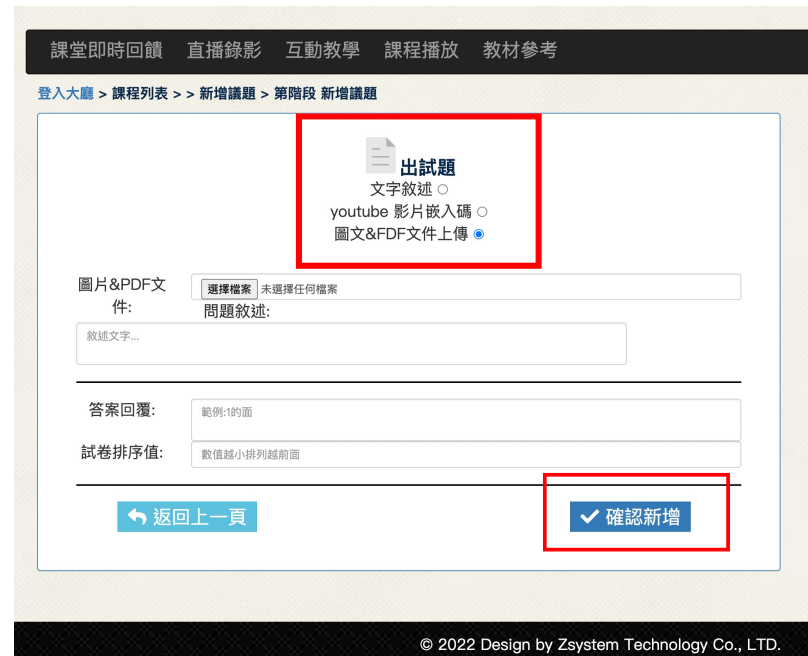 課堂即時回饋 直播錄影 互動教學 課程播放 教材參考
登入大廳 > 課程列表 > > 新增議題 > 第階段 新增議題
出試題
文字敘述
youtube 影片嵌入碼
圖文&FDF文件上傳
圖片&PDF文件:
選擇檔案 未選擇任何檔案
問題敘述:
敘述文字...
答案回覆:
範例:1的面
試卷排序值:
數值越小排列越前面
返回上一頁
確認新增
© 2022 Design by Zsystem Technology Co., LTD.